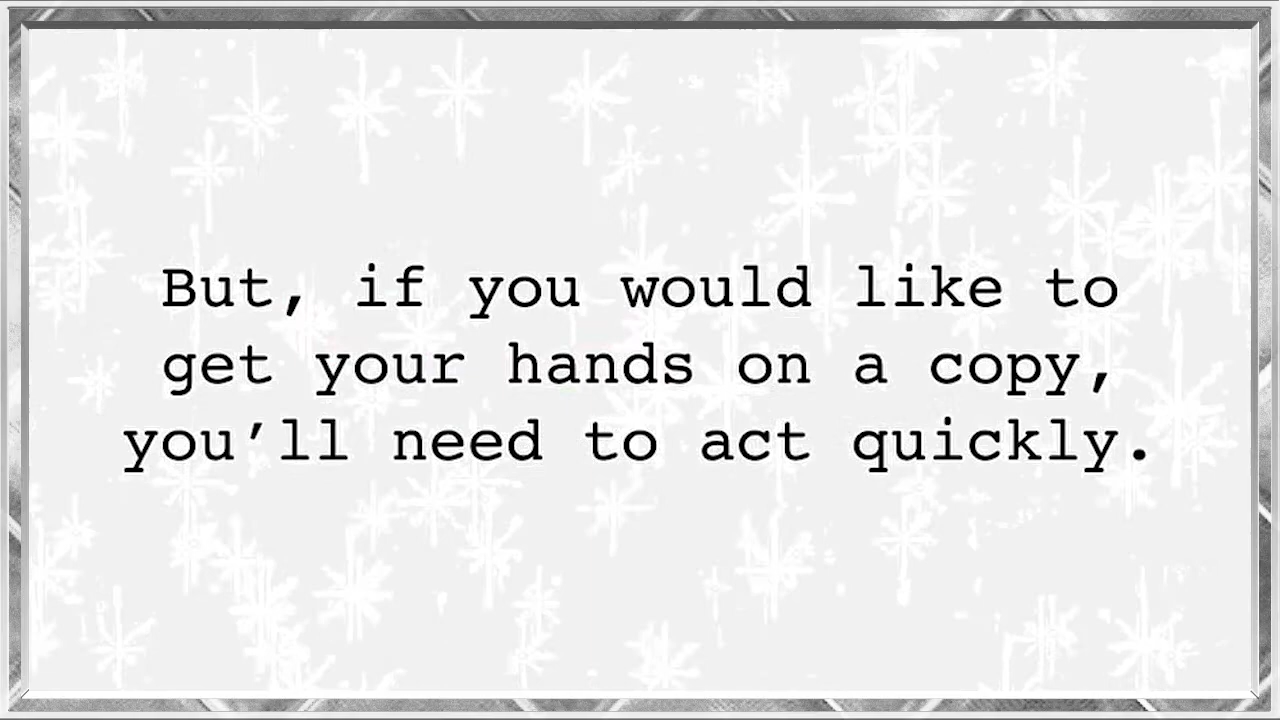 But, if you would like to
get your hands on a copy,
you’ll need to act quickly.